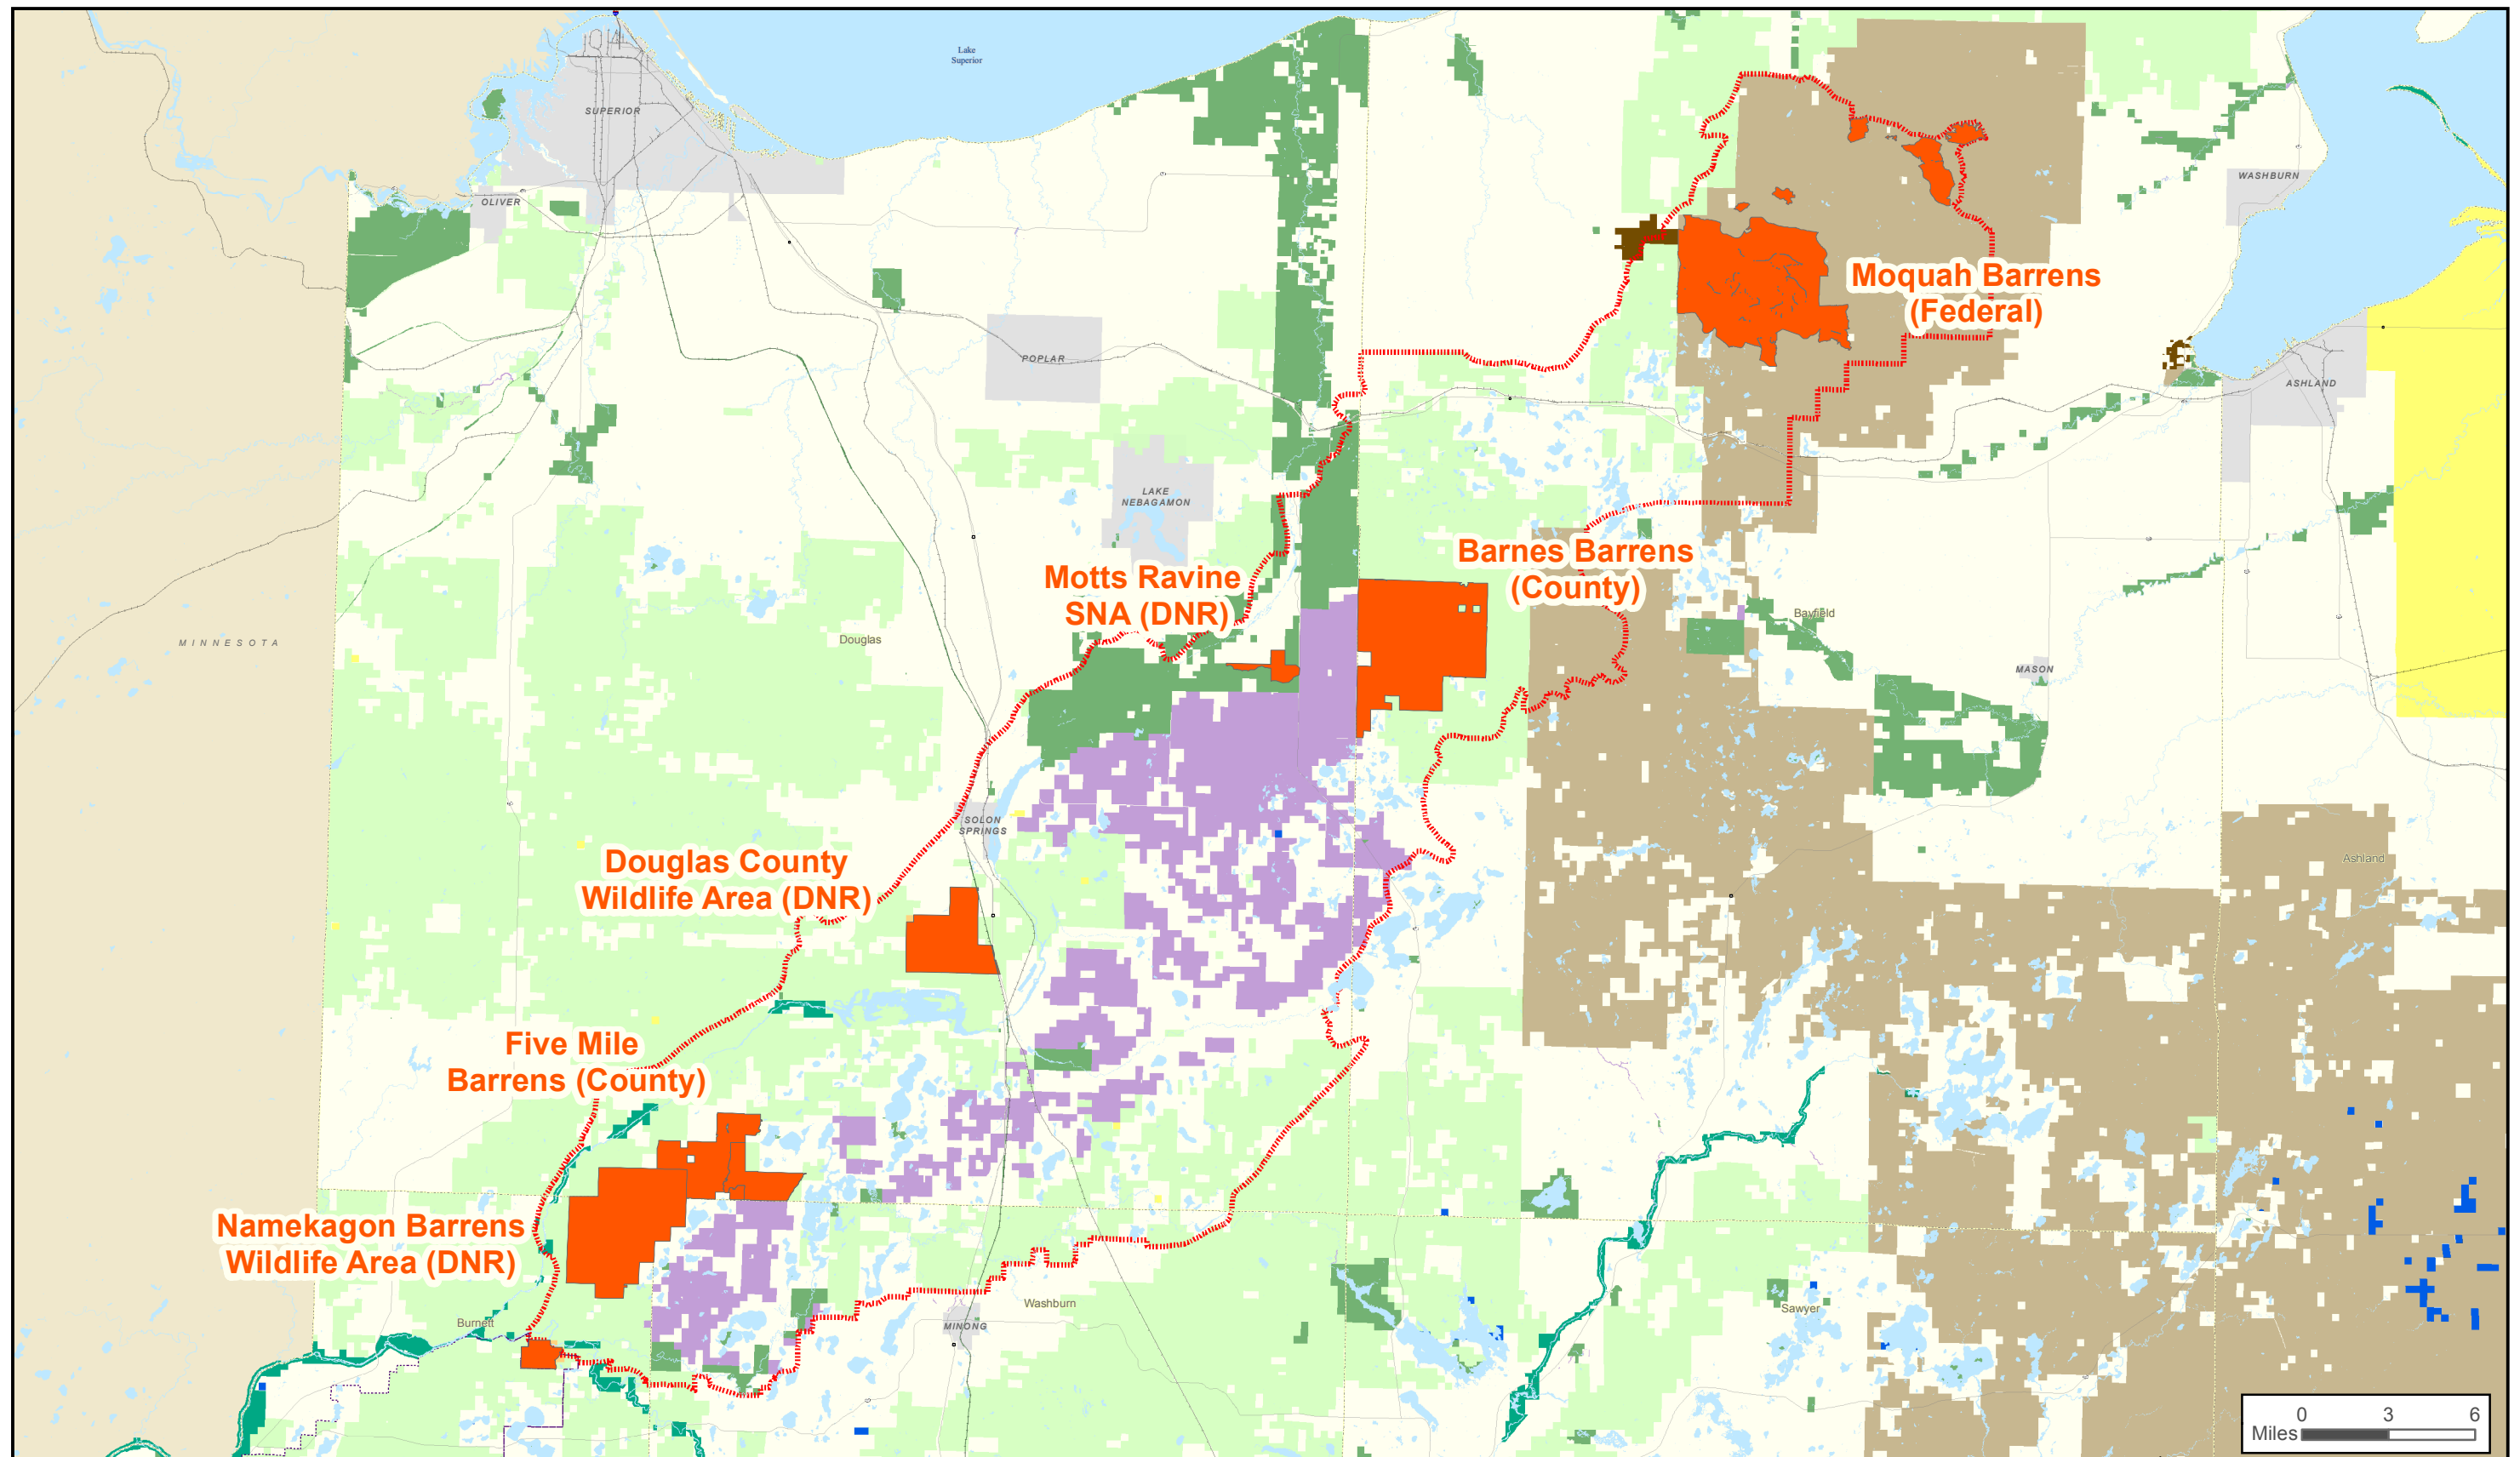 Lake
Superior
SUPERIOR
OLIVER
WASHBURN
Moquah Barrens
(Federal)
POPLAR
ASHLAND
LAKE
NEBAGAMON
Barnes Barrens
(County)
Motts Ravine
SNA (DNR)
MINNESOTA
Douglas
Bayfield
MASON
SOLON
SPRINGS
Douglas County
Wildlife Area (DNR)
Ashland
Five Mile
Barrens (County)
Namekagon Barrens
Wildlife Area (DNR)
Burnett
Washburn
MINONG
Sawyer
0 3 6
Miles